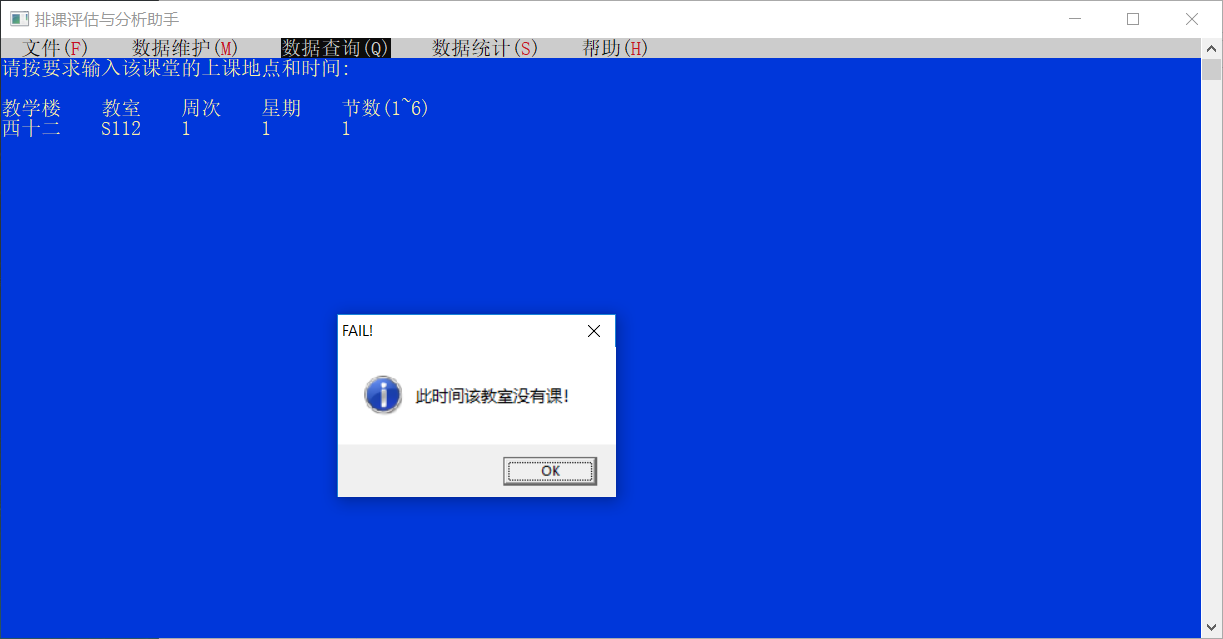 排课评估与分析助手
文件(F) 数据维护(M) 数据查询(Q) 数据统计(S) 帮助(H)
请按要求输入该课堂的上课地点和时间:
教学楼 教室 周次 星期 节数(1~6)
西十二 S112 1 1 1
FAIL!
此时间该教室没有课!
OK